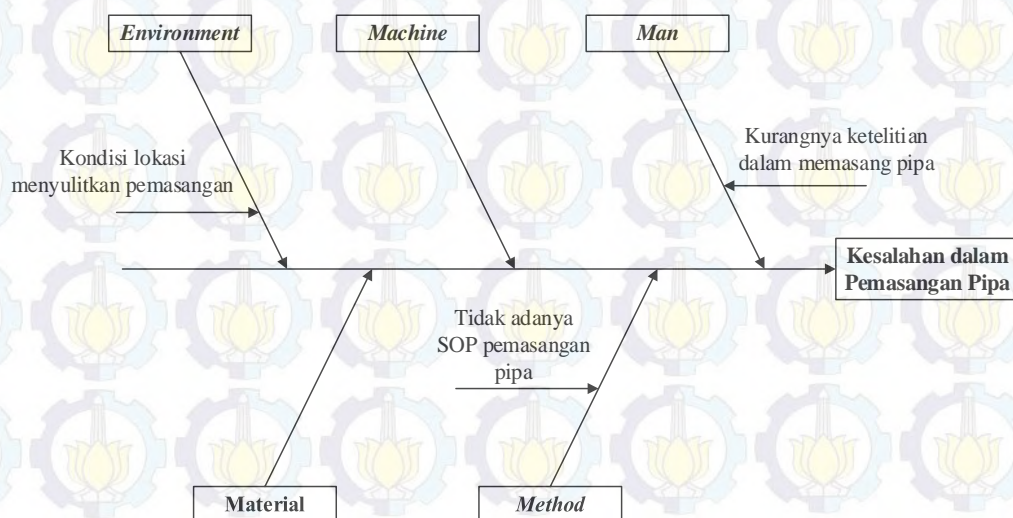 Environment
Machine
Man
Kondisi lokasi
menyulitkan pemasangan
Kurangnya ketelitian
dalam memasang pipa
Kesalahan dalam
Pemasangan Pipa
Tidak adanya
SOP pemasangan
pipa
Material
Method